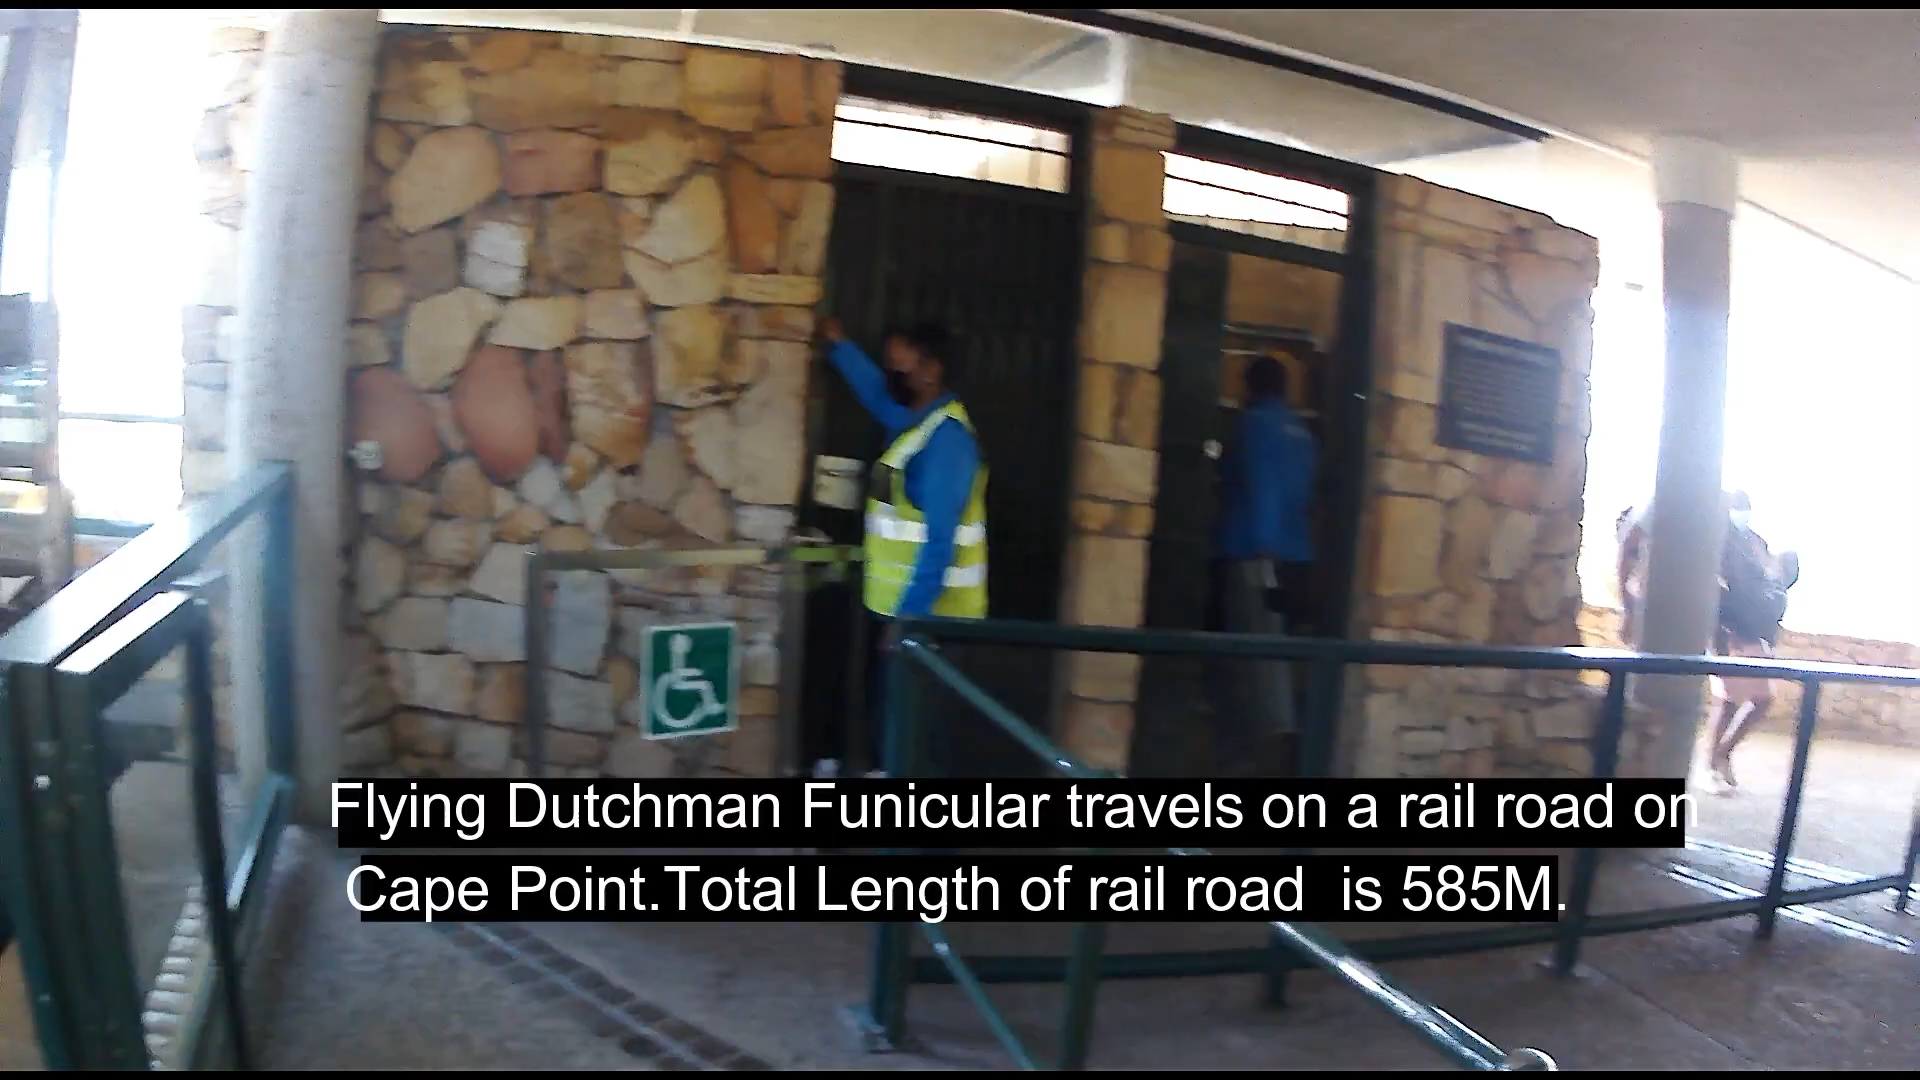 Flying Dutchman Funicular travels on a rail road on
Cape Point.Total Length of rail road  is 585M.